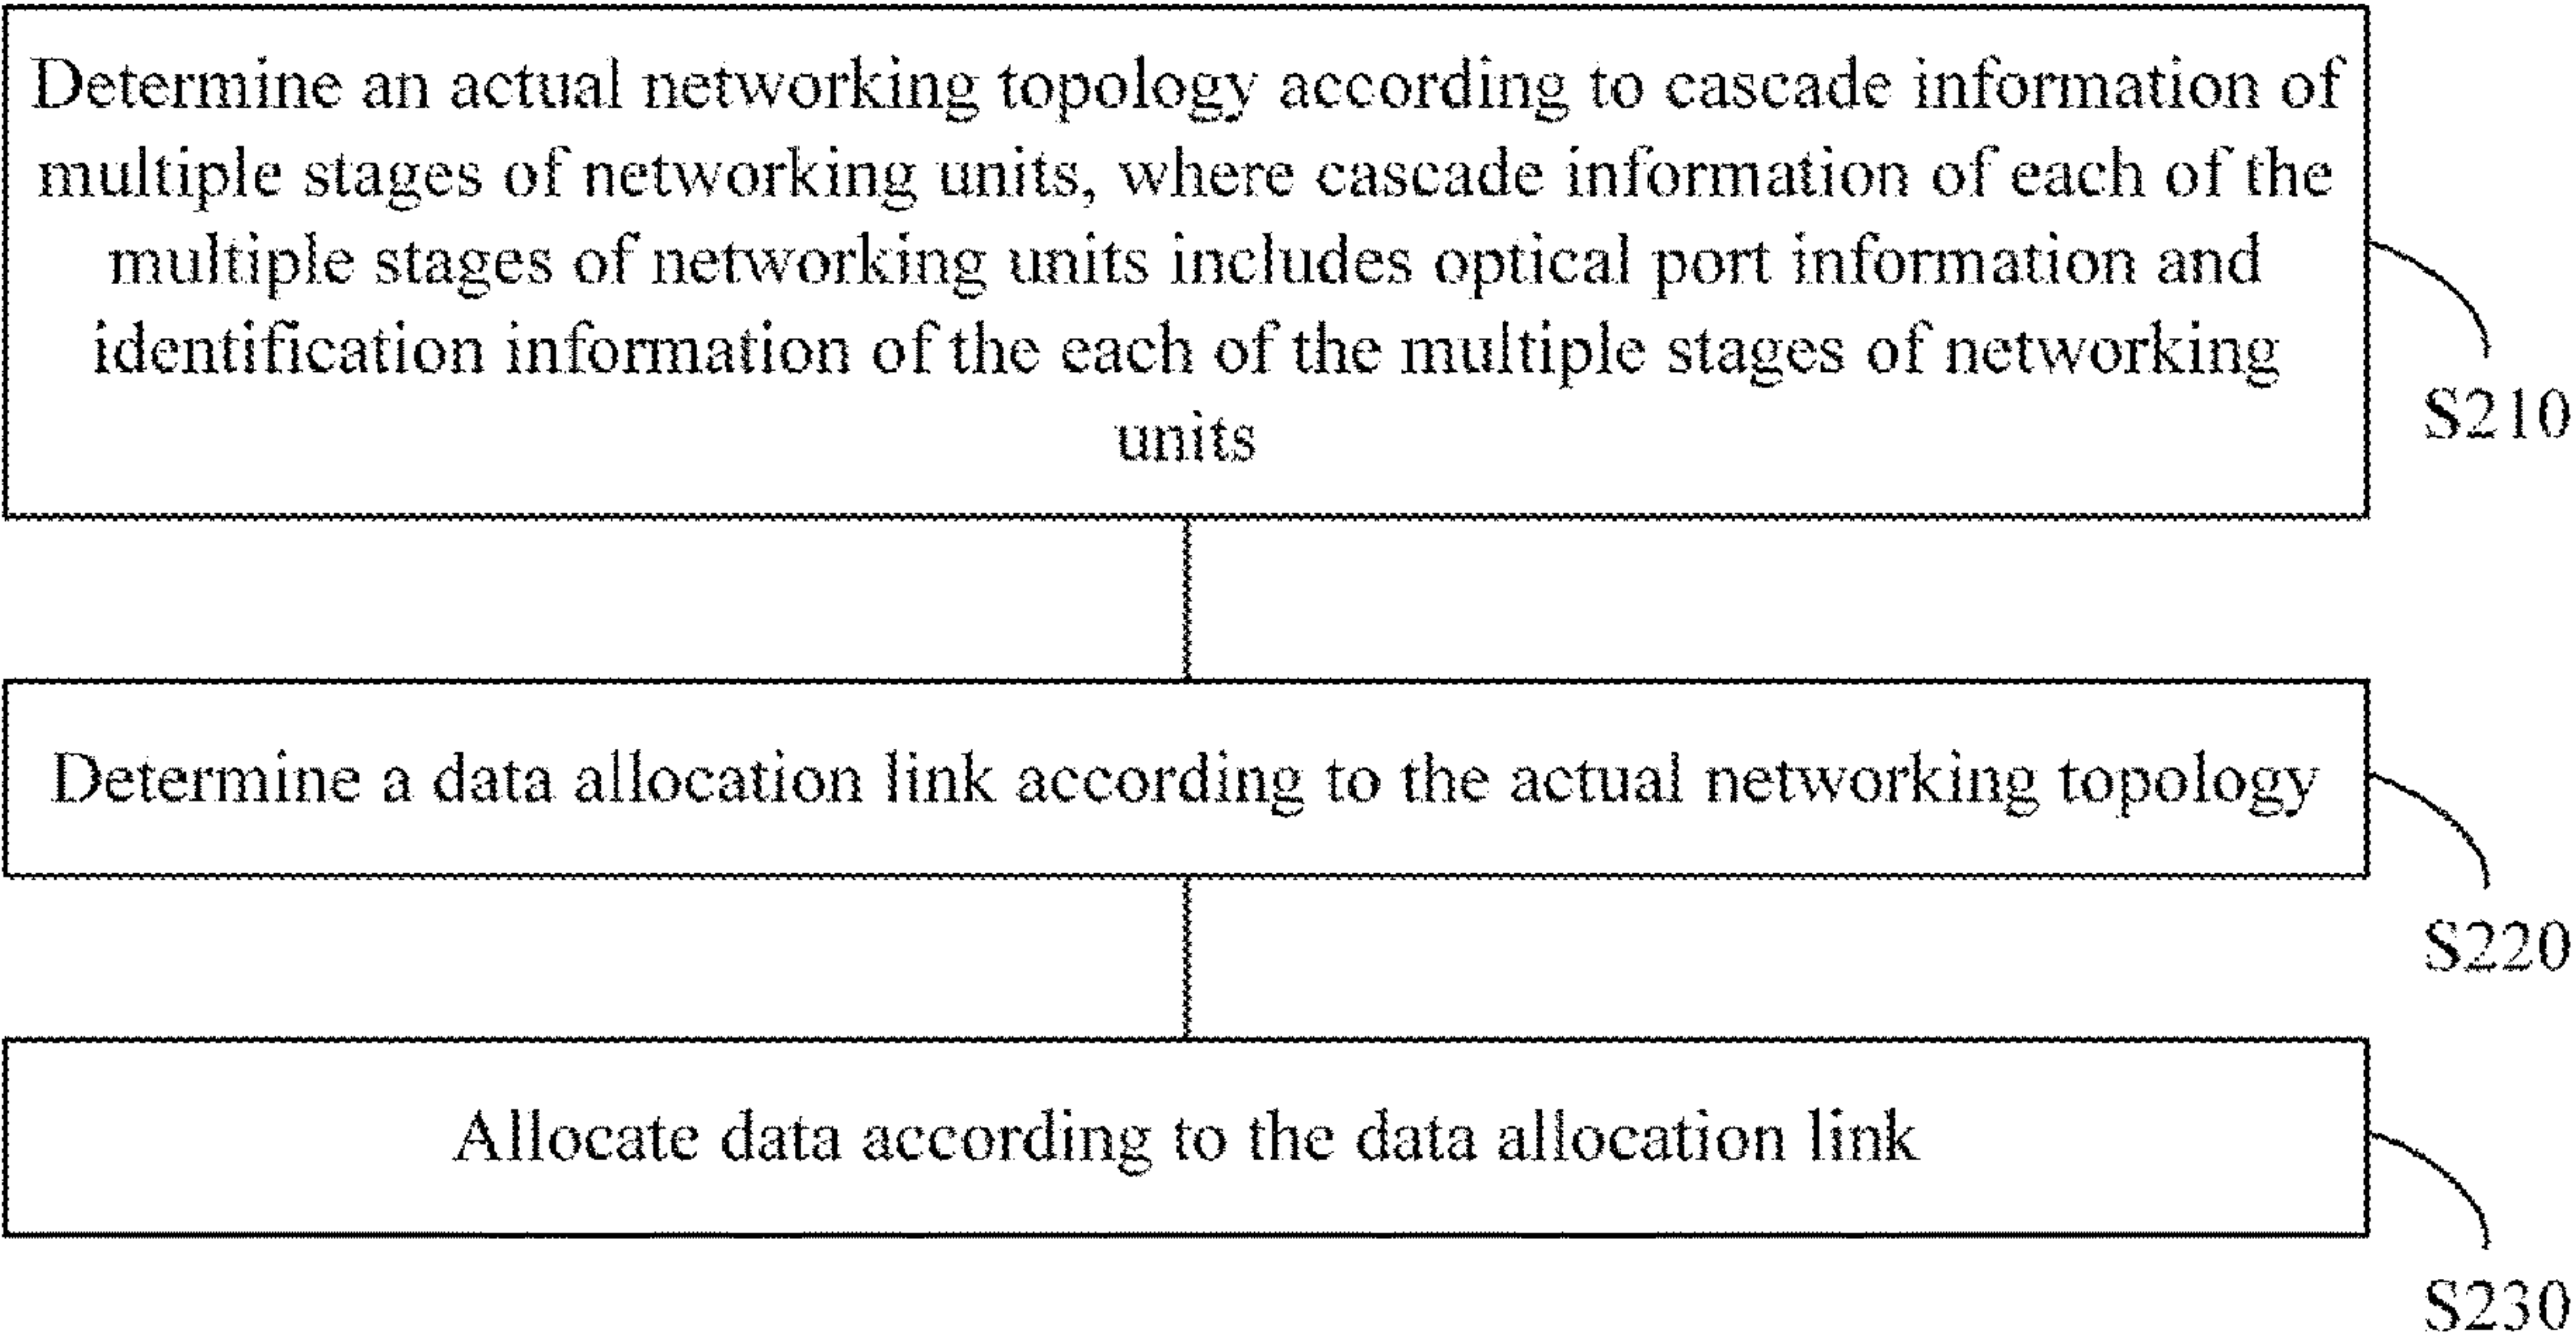 Determine an actual networking topology according to cascade information of
multiple stages of networking units, where cascade information of each of the
multiple stages of networking units includes optical port information and
identification information of the each of the multiple stages of networking
units
S210
Determine a data allocation link according to the actual networking topology
S220
Allocate data according to the data allocation link
S230